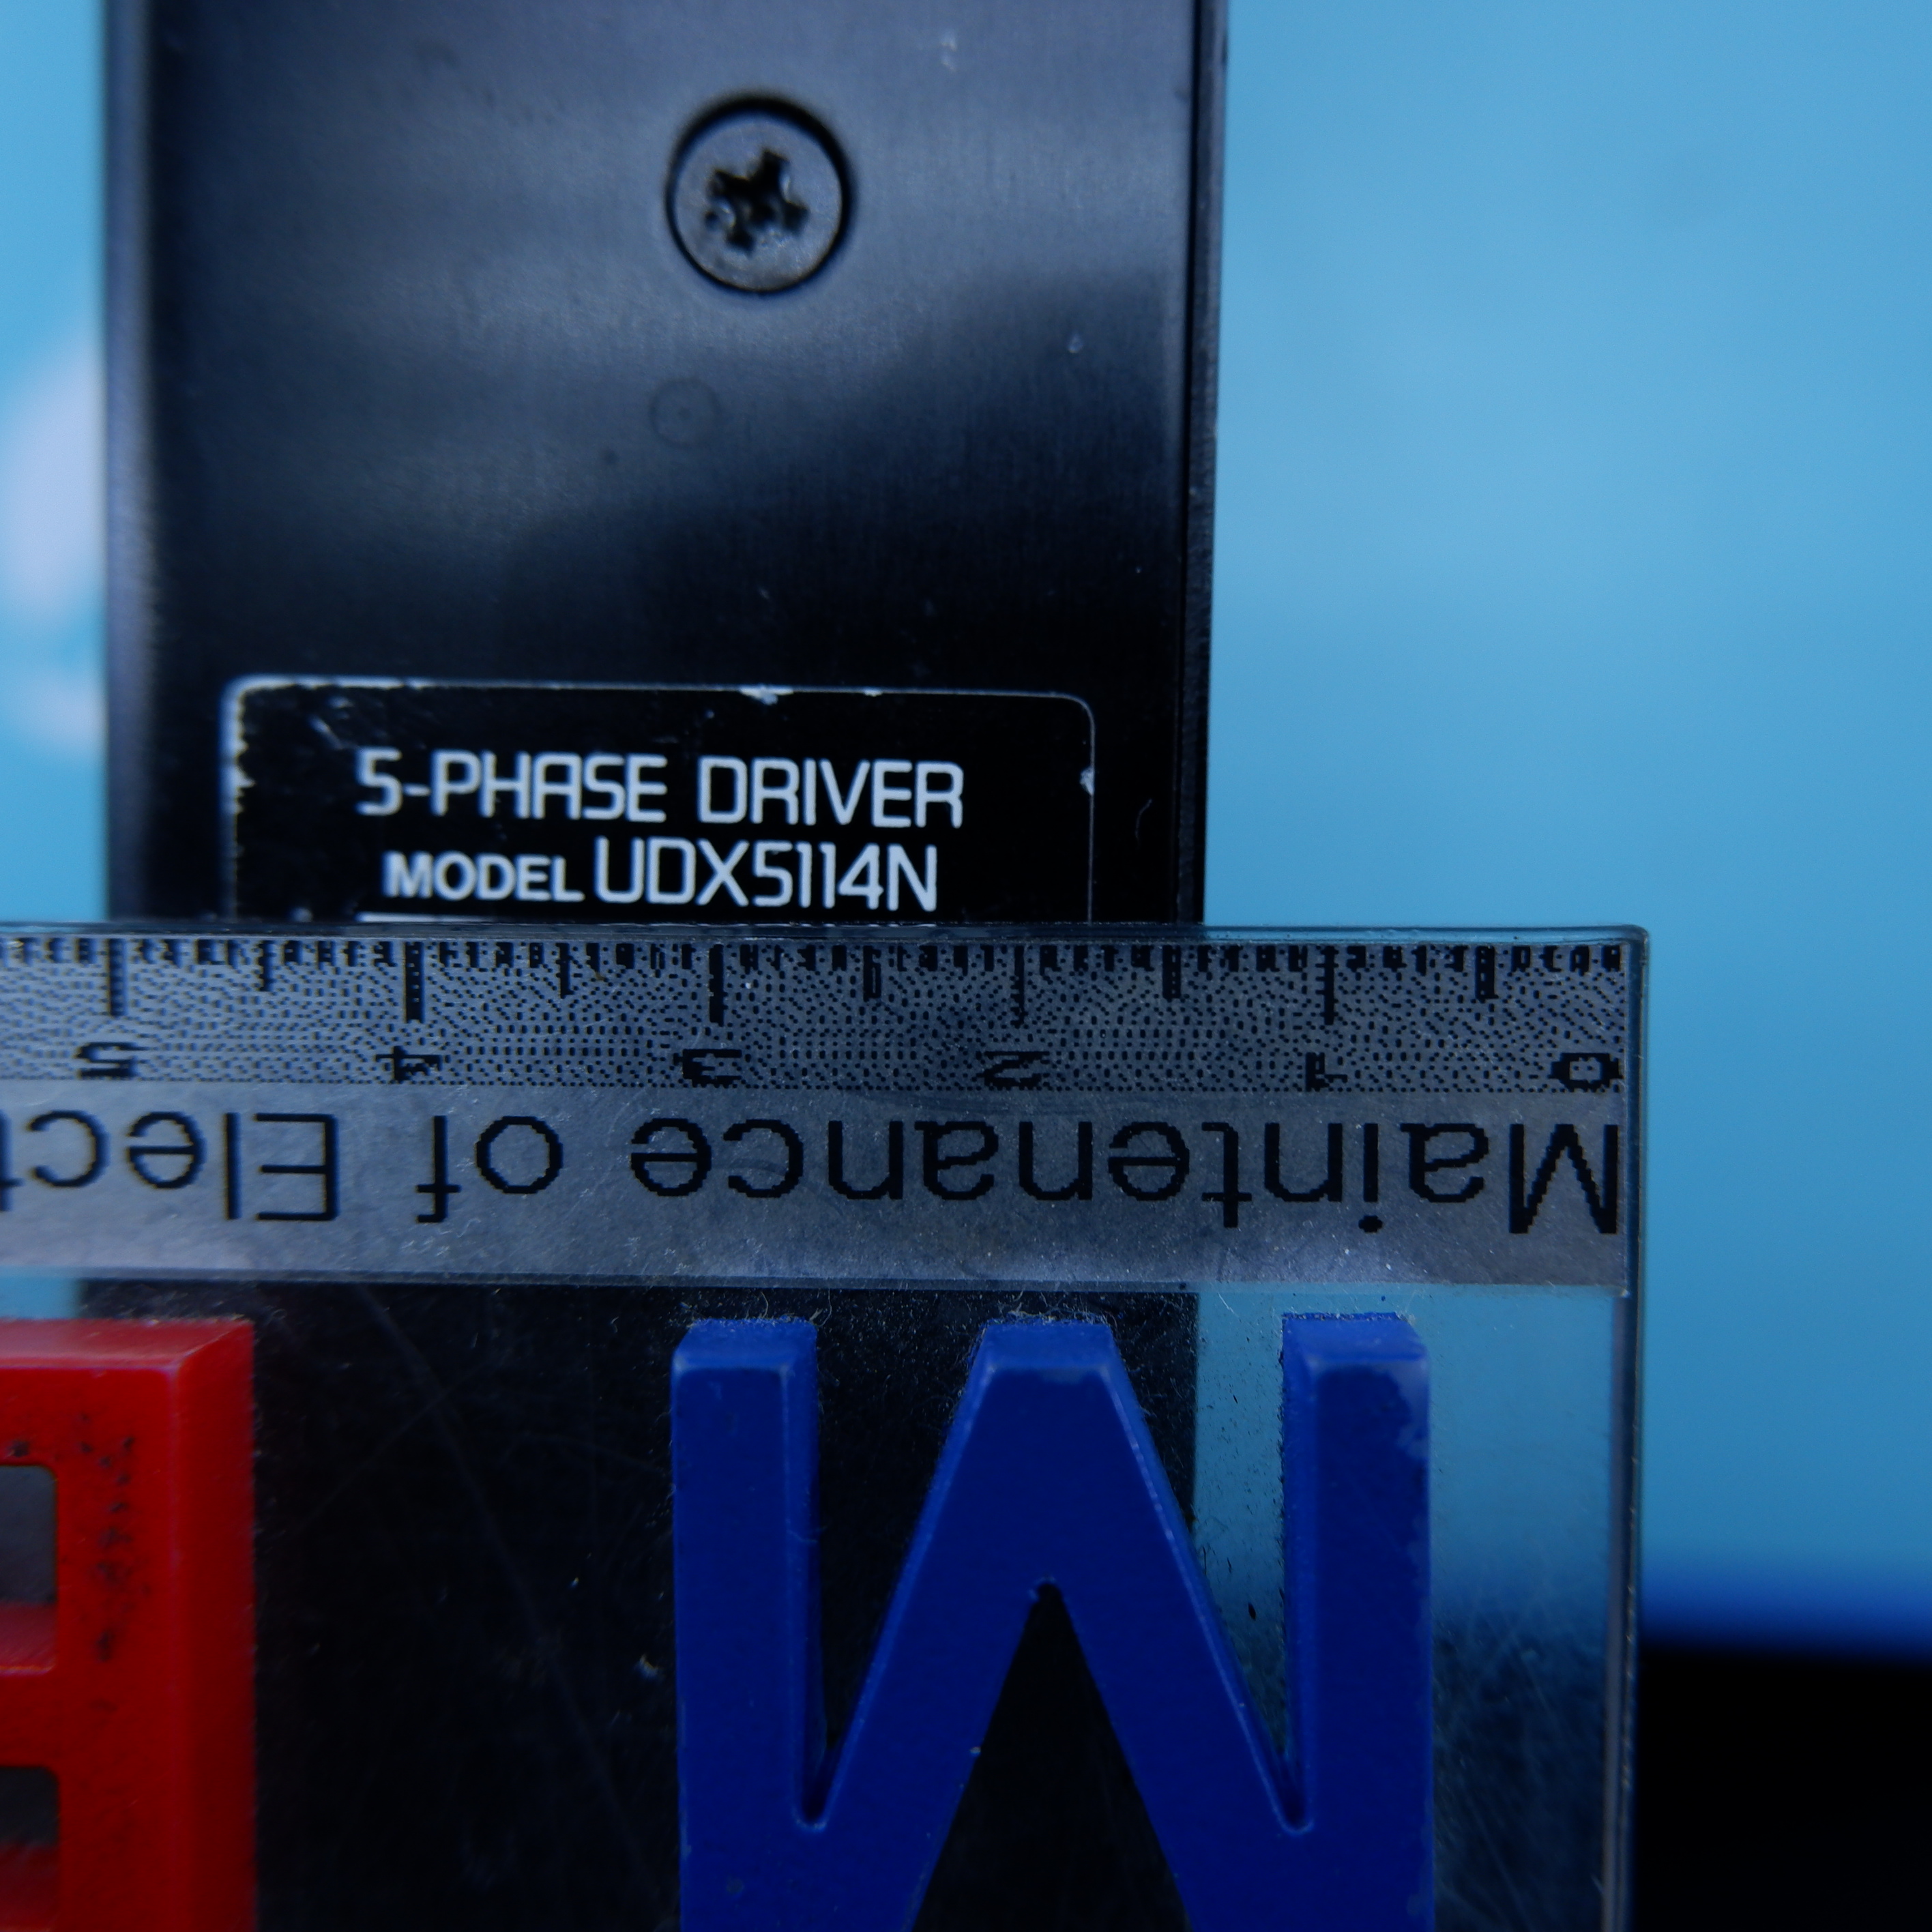 5-PHASE DRIVER
MODEL UDX5114N
5 4 3 2 1 0
Maintenance of Elect
M